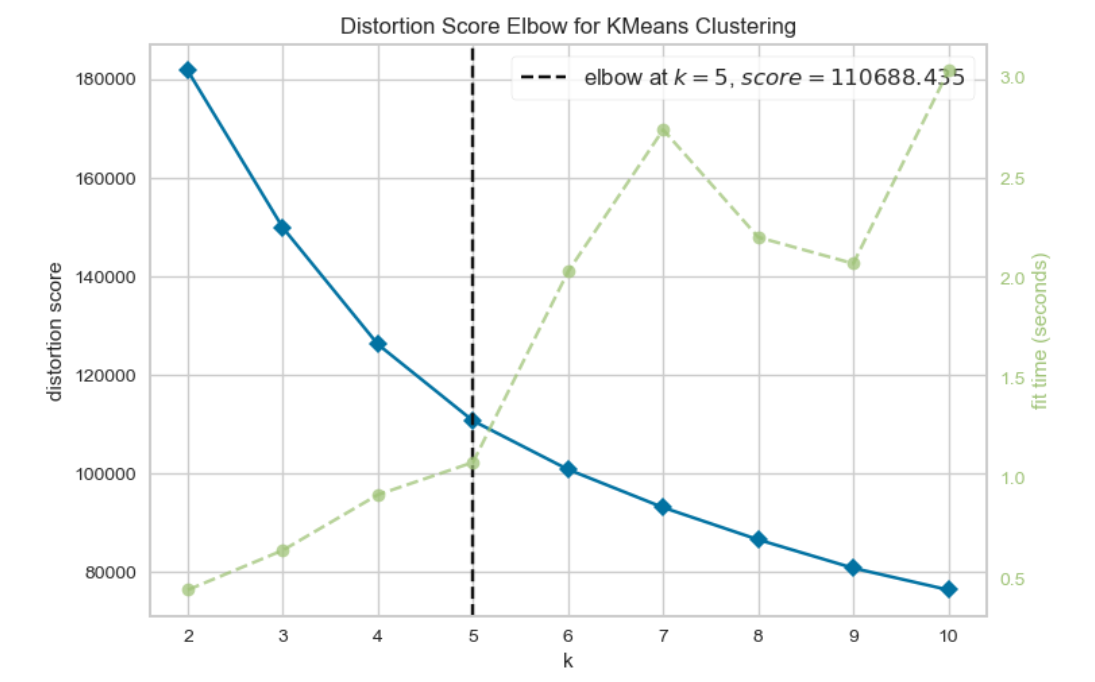 Distortion Score Elbow for KMeans Clustering
elbow at k = 5, score = 110688.435
180000
160000
140000
120000
100000
80000
distortion score
3.0
2.5
2.0
1.5
1.0
0.5
fit time (seconds)
2 3 4 5 6 7 8 9 10
k